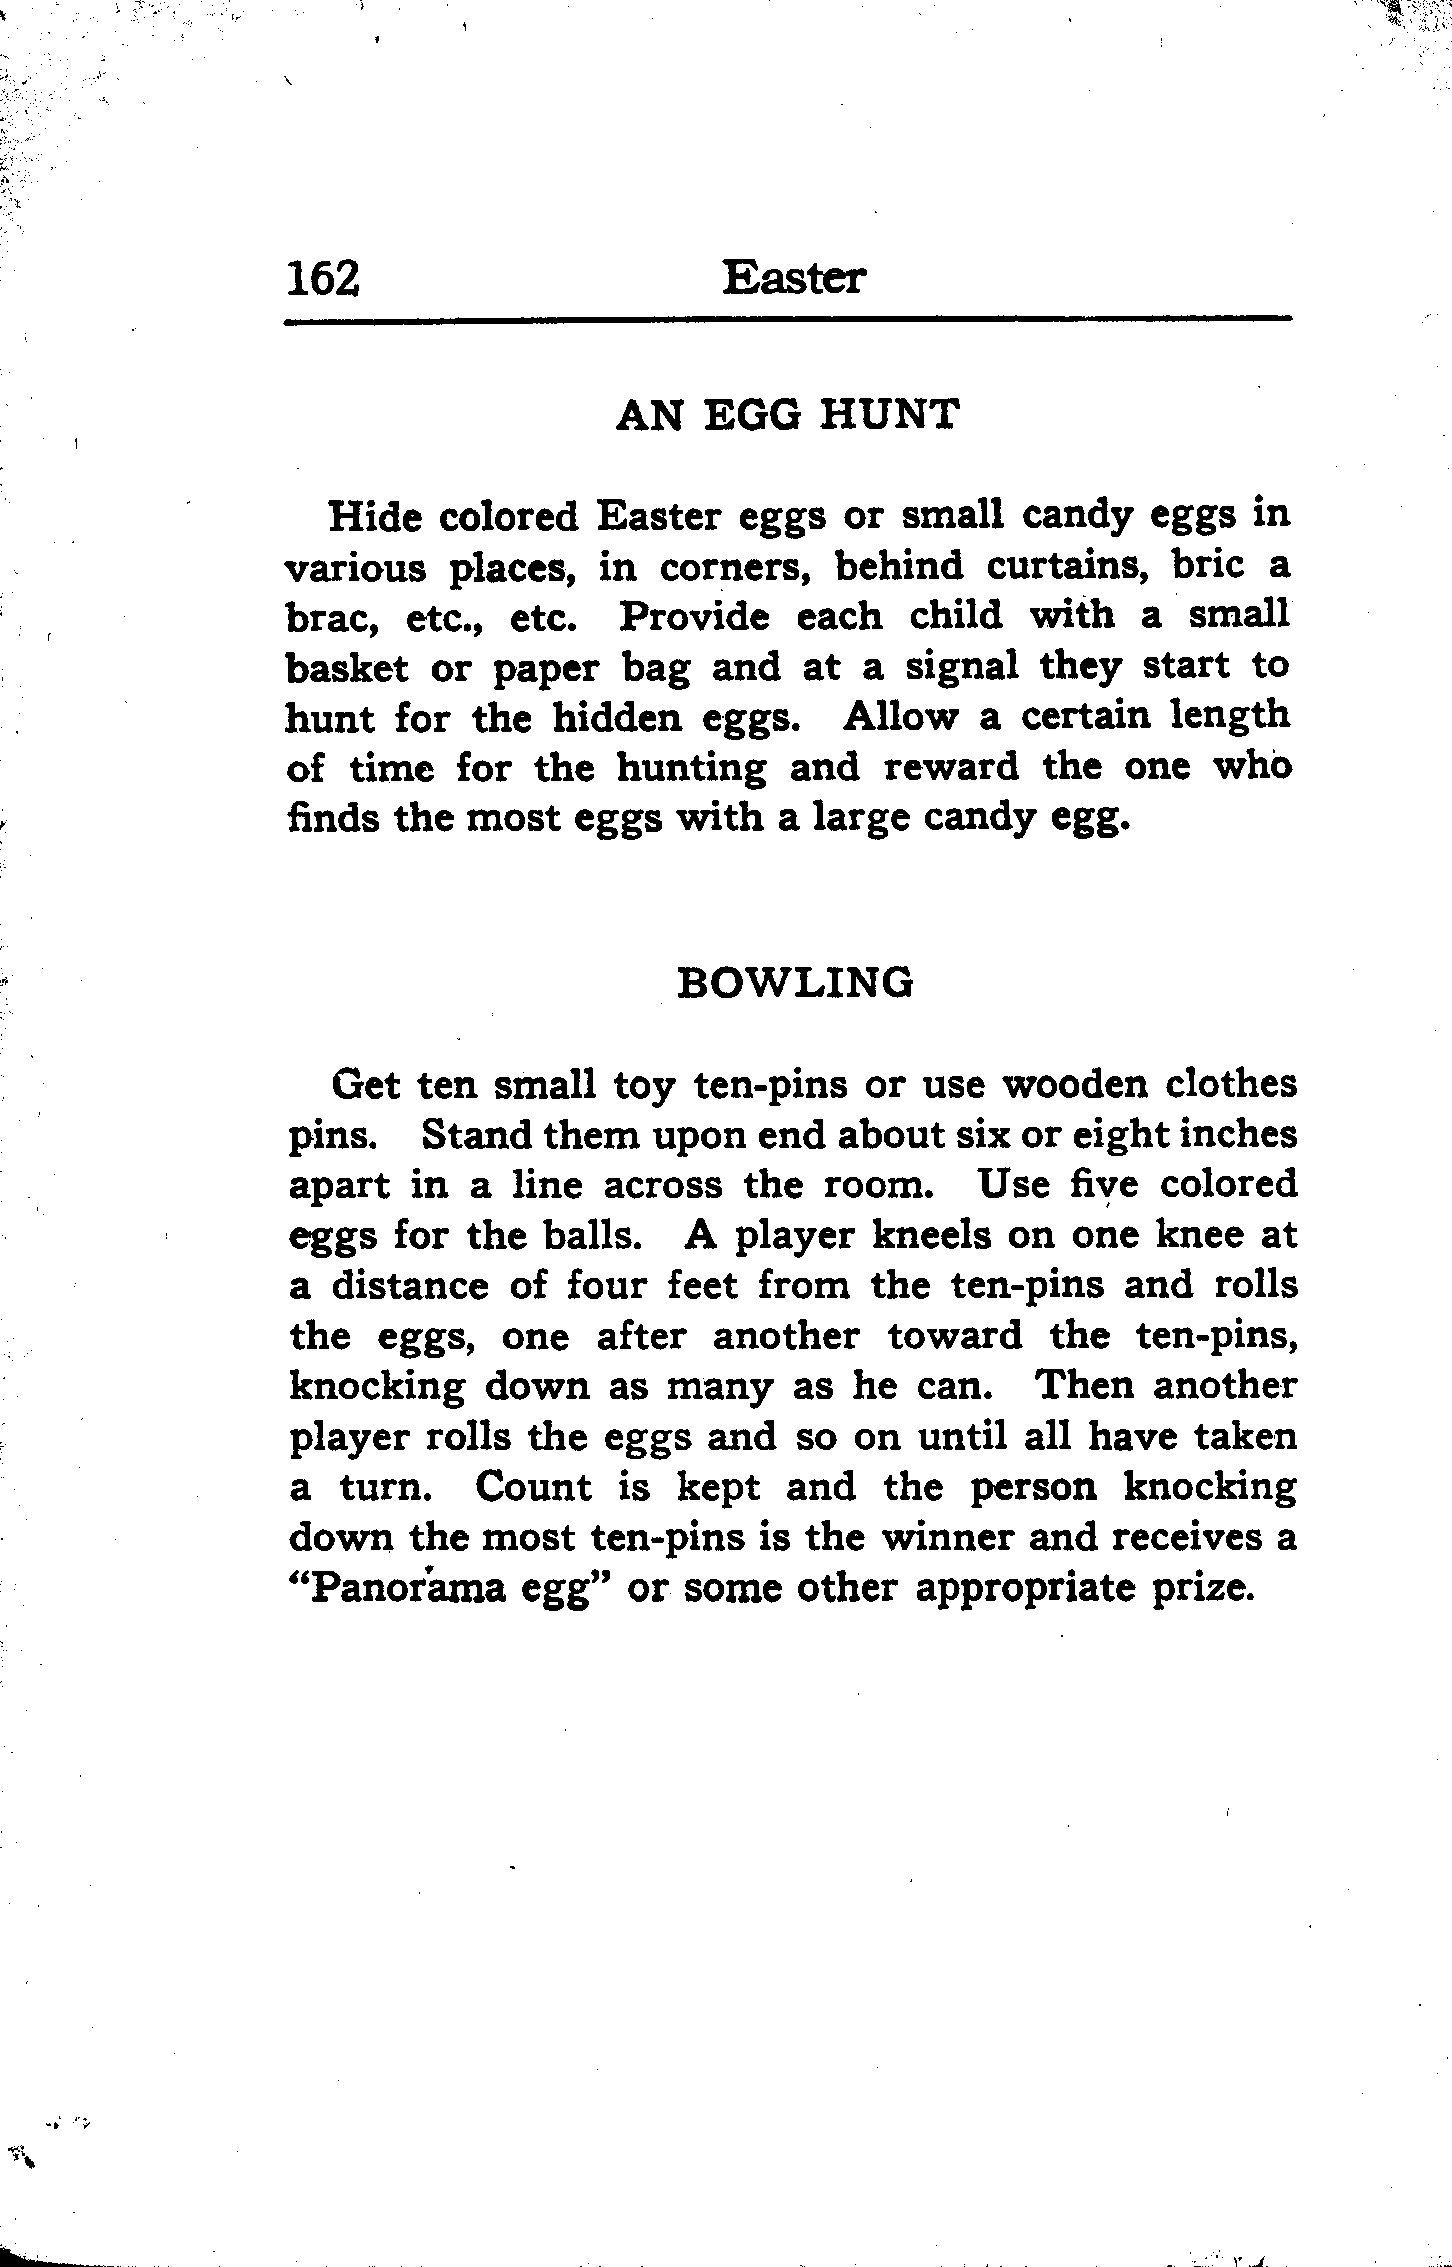 162 Easter
AN EGG HUNT
Hide colored Easter eggs or small candy eggs in
various places, in corners, behind curtains, bric a
brac, etc., etc. Provide each child with a small
basket or paper bag and at a signal they start to
hunt for the hidden eggs. Allow a certain length
of time for the hunting and reward the one who
finds the most eggs with a large candy egg.
BOWLING
Get ten small toy ten-pins or use wooden clothes
pins. Stand them upon end about six or eight inches
apart in a line across the room. Use five colored
eggs for the balls. A player kneels on one knee at
a distance of four feet from the ten-pins and rolls
the eggs, one after another toward the ten-pins,
knocking down as many as he can. Then another
player rolls the eggs and so on until all have taken
a turn. Count is kept and the person knocking
down the most ten-pins is the winner and receives a
“Panorama egg” or some other appropriate prize.